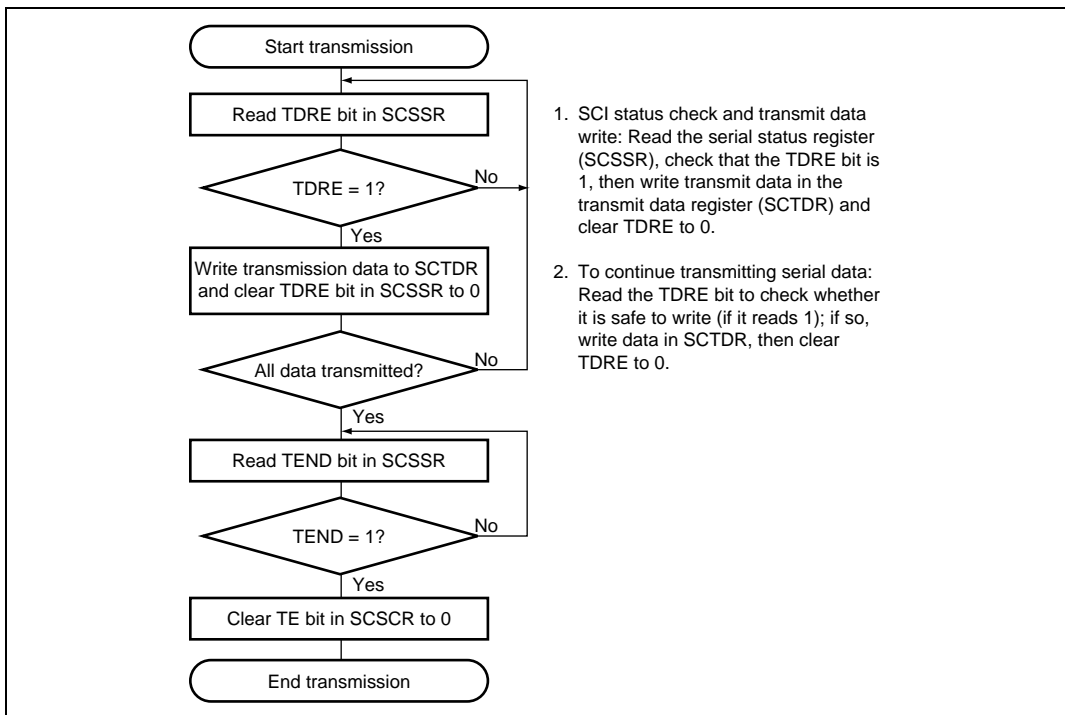 Start transmission
Read TDRE bit in SCSSR
TDRE = 1?
No
Yes
Write transmission data to SCTDR
and clear TDRE bit in SCSSR to 0
All data transmitted?
No
Yes
Read TEND bit in SCSSR
TEND = 1?
No
Yes
Clear TE bit in SCSCR to 0
End transmission
1. SCI status check and transmit data
write: Read the serial status register
(SCSSR), check that the TDRE bit is
1, then write transmit data in the
transmit data register (SCTDR) and
clear TDRE to 0.
2. To continue transmitting serial data:
Read the TDRE bit to check whether
it is safe to write (if it reads 1); if so,
write data in SCTDR, then clear
TDRE to 0.